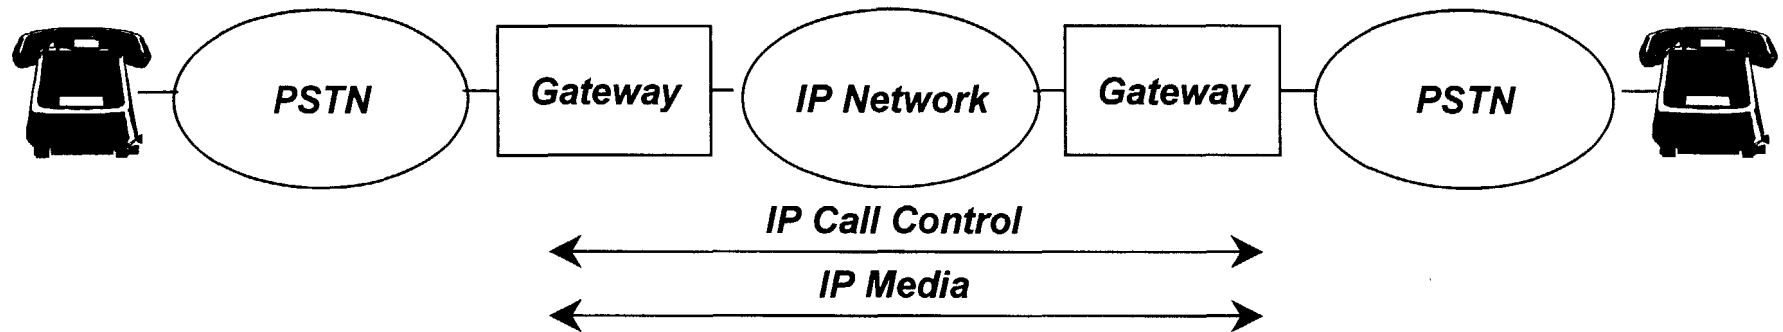 PSTN
Gateway
IP Network
Gateway
PSTN
IP Call Control
IP Media